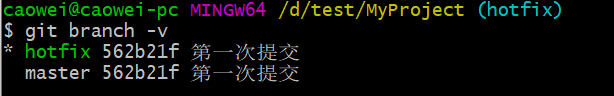 caowei@caowei-pc MINGW64 /d/test/MyProject (hotfix)
$ git branch -v
* hotfix 562b21f 第一次提交
  master 562b21f 第一次提交